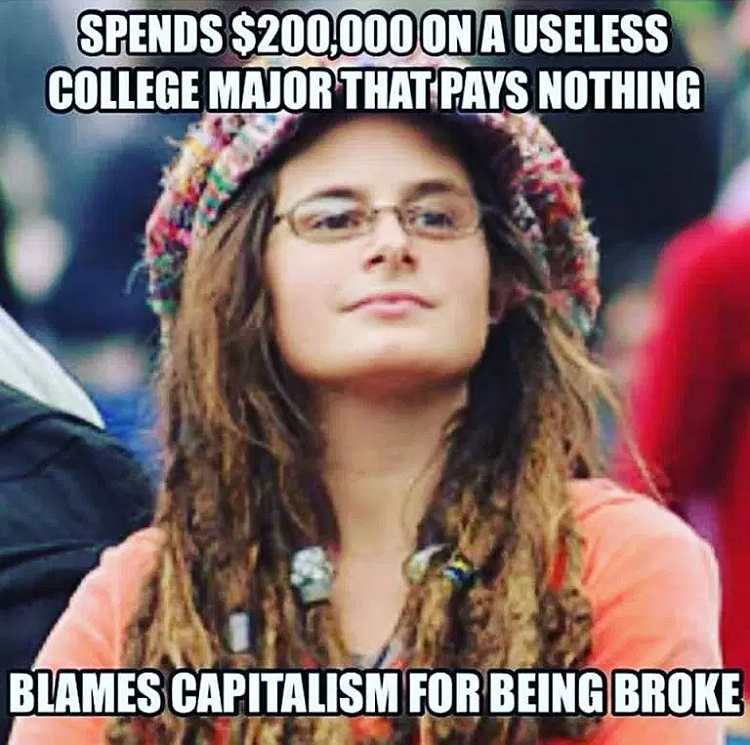 SPENDS $200,000 ON A USELESS
COLLEGE MAJOR THAT PAYS NOTHING
BLAMES CAPITALISM FOR BEING BROKE